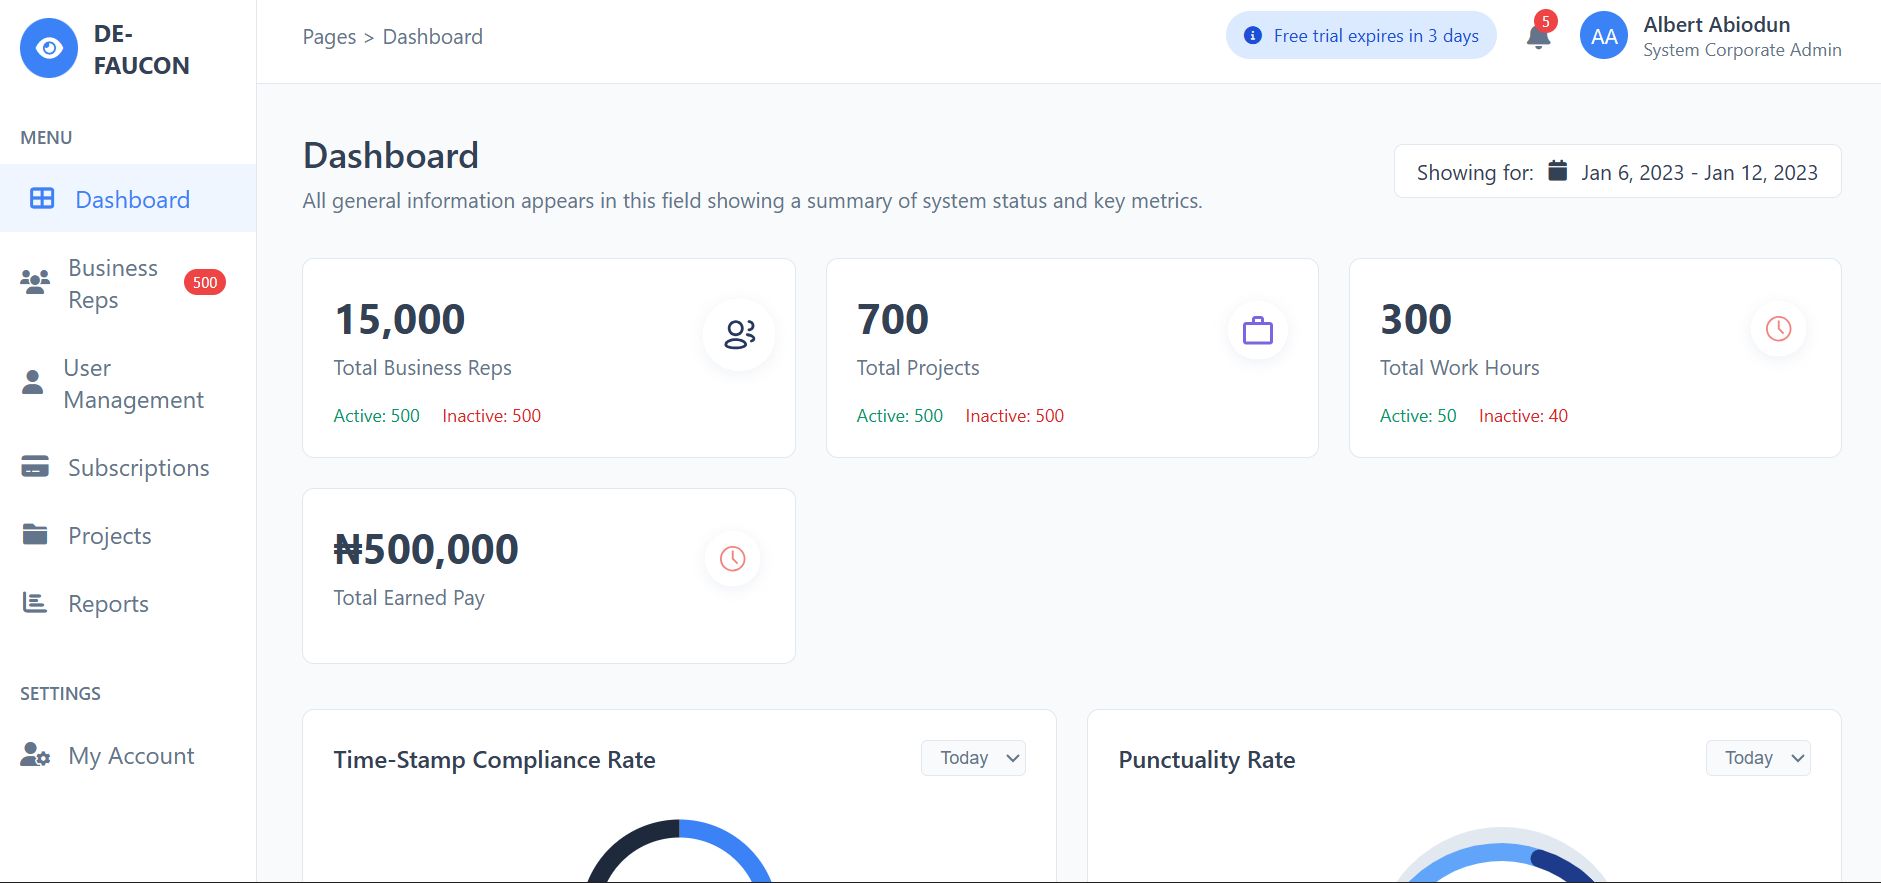 DE-
FAUCON
MENU
Dashboard
Business
Reps
500
User
Management
Subscriptions
Projects
Reports
SETTINGS
My Account
Pages > Dashboard
Free trial expires in 3 days
5
AA
Albert Abiodun
System Corporate Admin
Dashboard
All general information appears in this field showing a summary of system status and key metrics.
Showing for: Jan 6, 2023 - Jan 12, 2023
15,000
Total Business Reps
Active: 500 Inactive: 500
700
Total Projects
Active: 500 Inactive: 500
300
Total Work Hours
Active: 50 Inactive: 40
₦500,000
Total Earned Pay
Time-Stamp Compliance Rate
Today
Punctuality Rate
Today